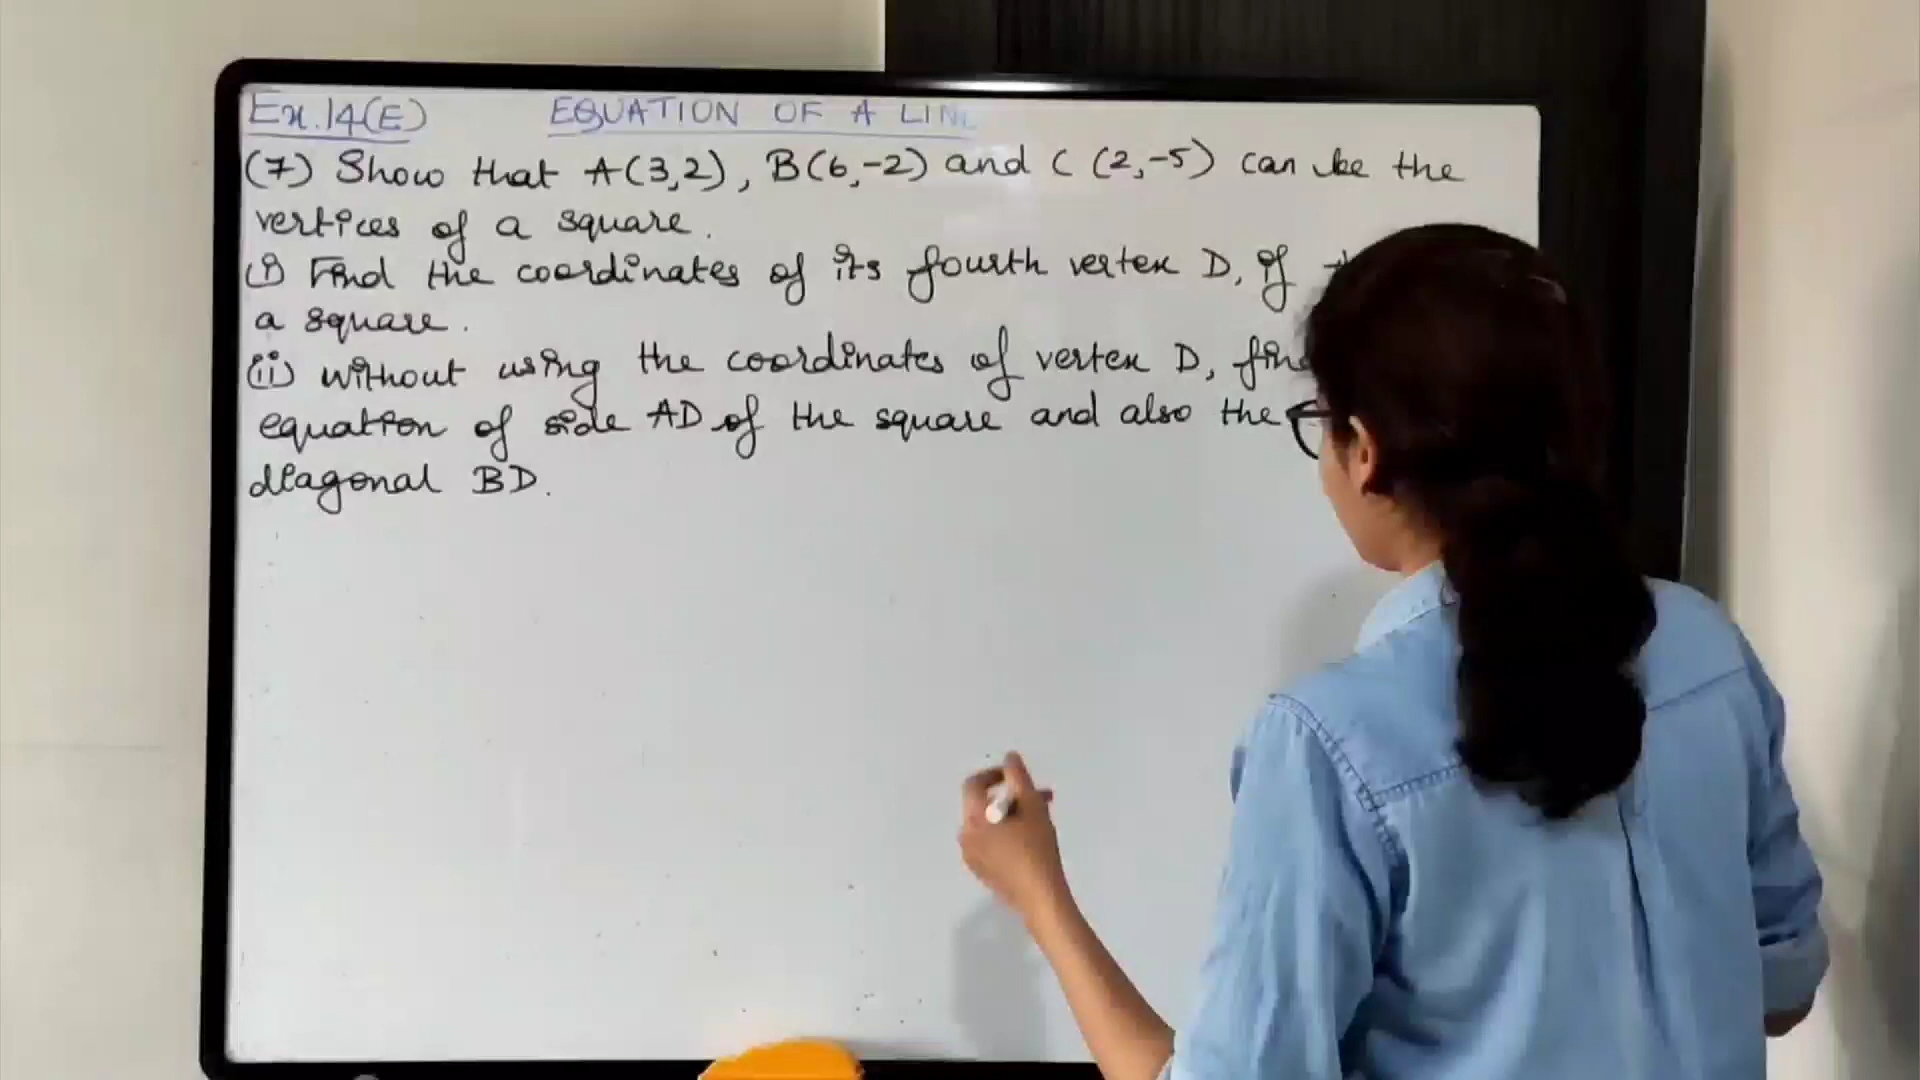 Ex.14(E) EQUATION OF A LINE
(7) Show that A(3,2), B(6,-2) and C (2,-5) can be the
vertices of a square.
(i) Find the coordinates of its fourth vertex D, if
a square.
(ii) without using the coordinates of vertex D, find
equation of side AD of the square and also the
diagonal BD.